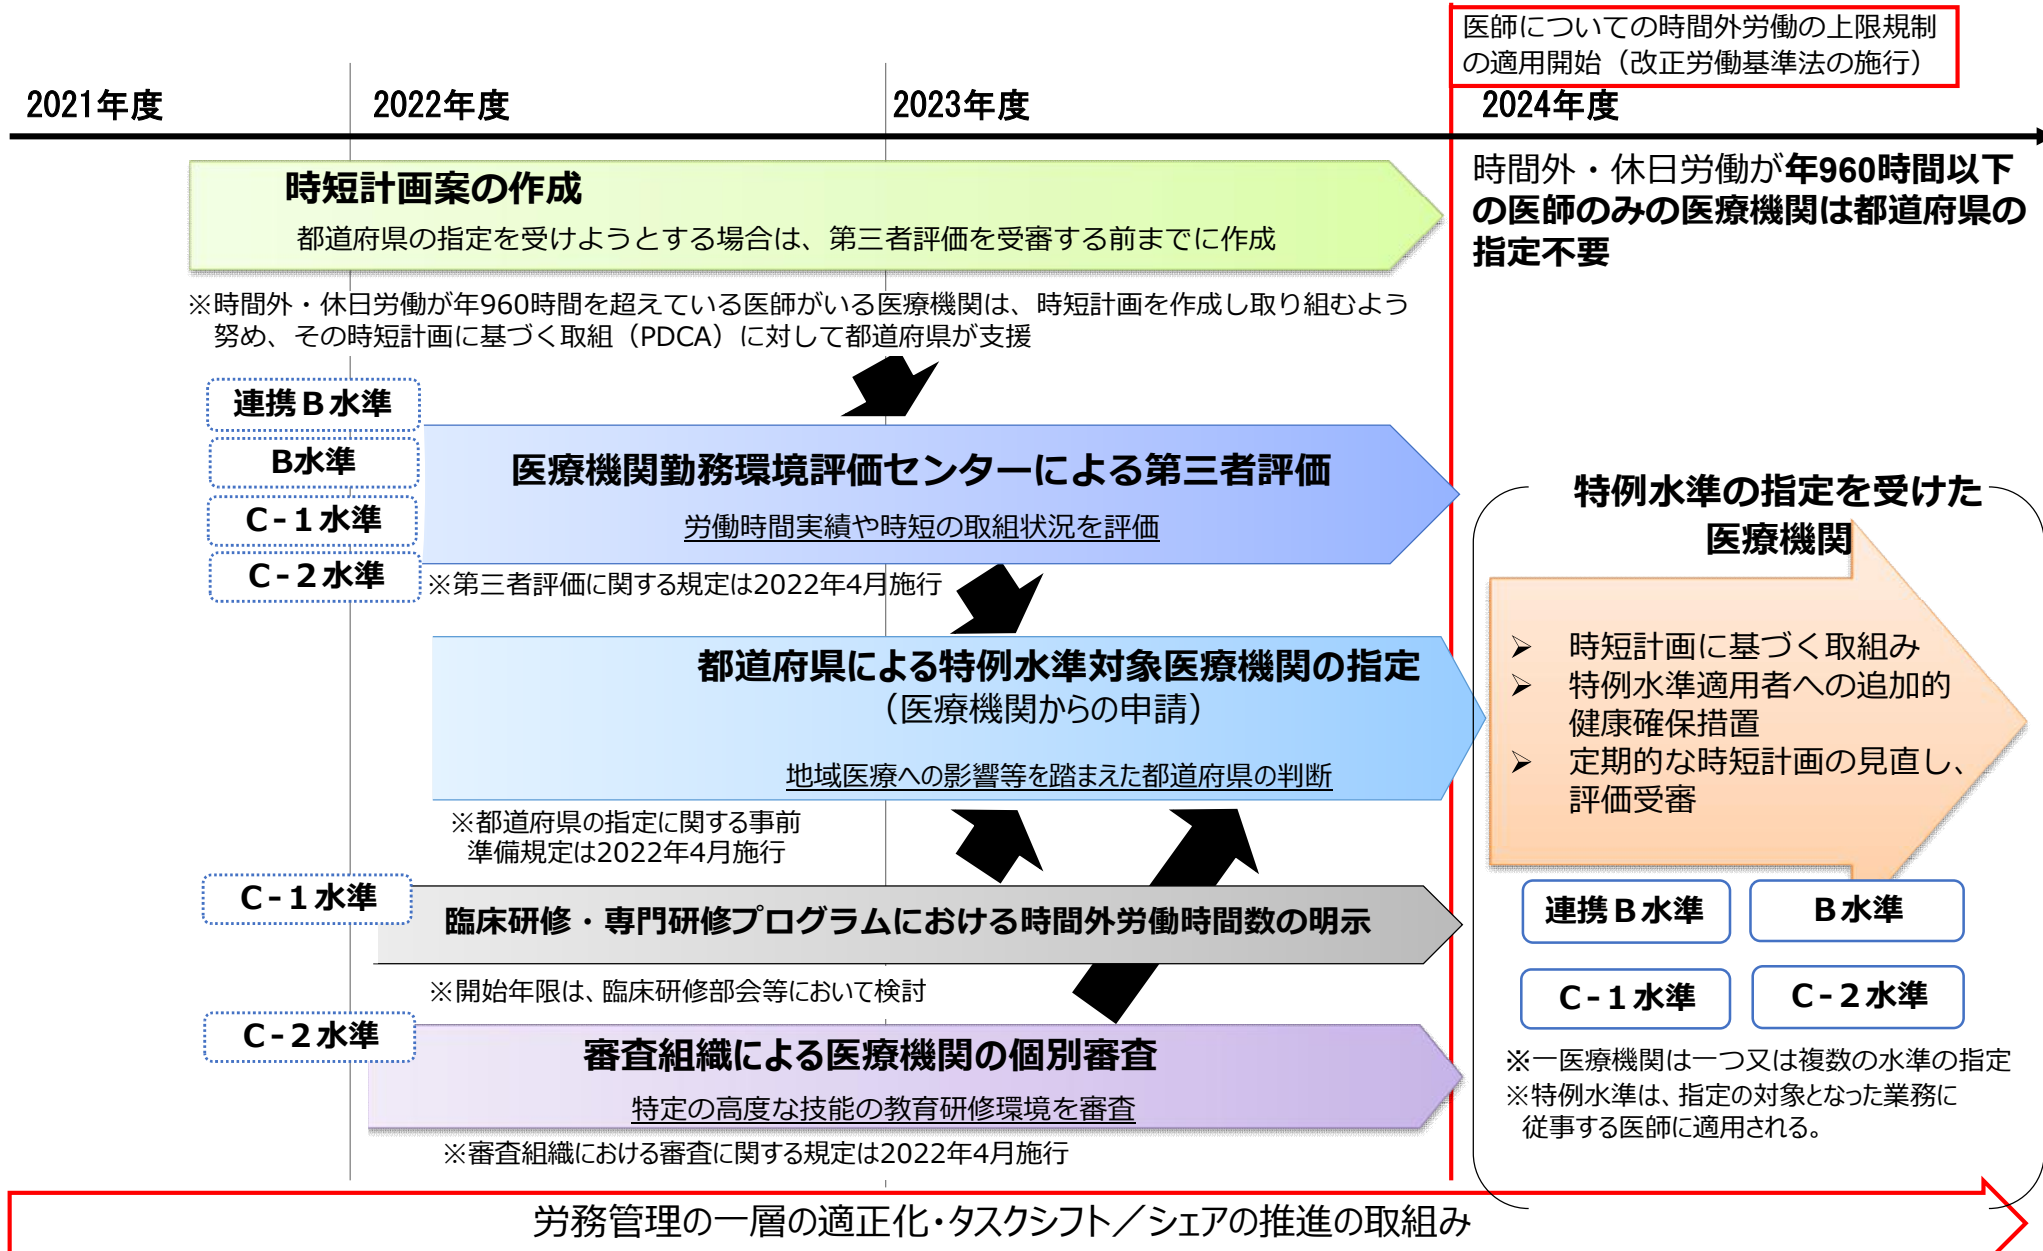 医師についての時間外労働の上限規制
の適用開始（改正労働基準法の施行）
2021年度
2022年度
2023年度
2024年度
時短計画案の作成
都道府県の指定を受けようとする場合は、第三者評価を受審する前までに作成
時間外・休日労働が年960時間以下
の医師のみの医療機関は都道府県の
指定不要
※時間外・休日労働が年960時間を超えている医師がいる医療機関は、時短計画を作成し取り組むよう
努め、その時短計画に基づく取組（PDCA）に対して都道府県が支援
連携B水準
B水準
C-1水準
C-2水準
医療機関勤務環境評価センターによる第三者評価
労働時間実績や時短の取組状況を評価
※第三者評価に関する規定は2022年4月施行
都道府県による特例水準対象医療機関の指定
（医療機関からの申請）
地域医療への影響等を踏まえた都道府県の判断
※都道府県の指定に関する事前
準備規定は2022年4月施行
C-1水準
臨床研修・専門研修プログラムにおける時間外労働時間数の明示
※開始年限は、臨床研修部会等において検討
C-2水準
審査組織による医療機関の個別審査
特定の高度な技能の教育研修環境を審査
※審査組織における審査に関する規定は2022年4月施行
特例水準の指定を受けた
医療機関
➢ 時短計画に基づく取組み
➢ 特例水準適用者への追加的
健康確保措置
➢ 定期的な時短計画の見直し、
評価受審
連携B水準
B水準
C-1水準
C-2水準
※一医療機関は一つ又は複数の水準の指定
※特例水準は、指定の対象となった業務に
従事する医師に適用される。
労務管理の一層の適正化・タスクシフト／シェアの推進の取組み